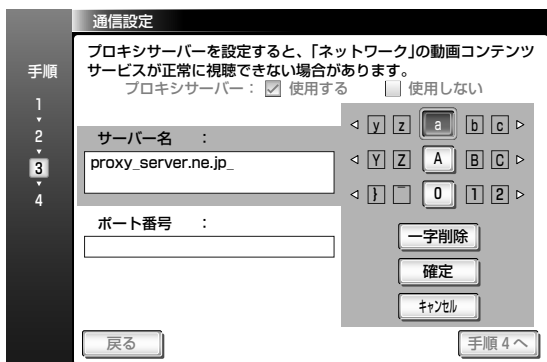 通信設定
プロキシサーバーを設定すると、「ネットワーク」の動画コンテンツ
サービスが正常に視聴できない場合があります。
プロキシサーバー： 使用する 使用しない
手順
1
2
3
4
サーバー名 :
proxy_server.ne.jp_
y z a b c
Y Z A B C
} ‾ 0 1 2
ポート番号 :
一字削除
確定
キャンセル
戻る
手順 4 へ